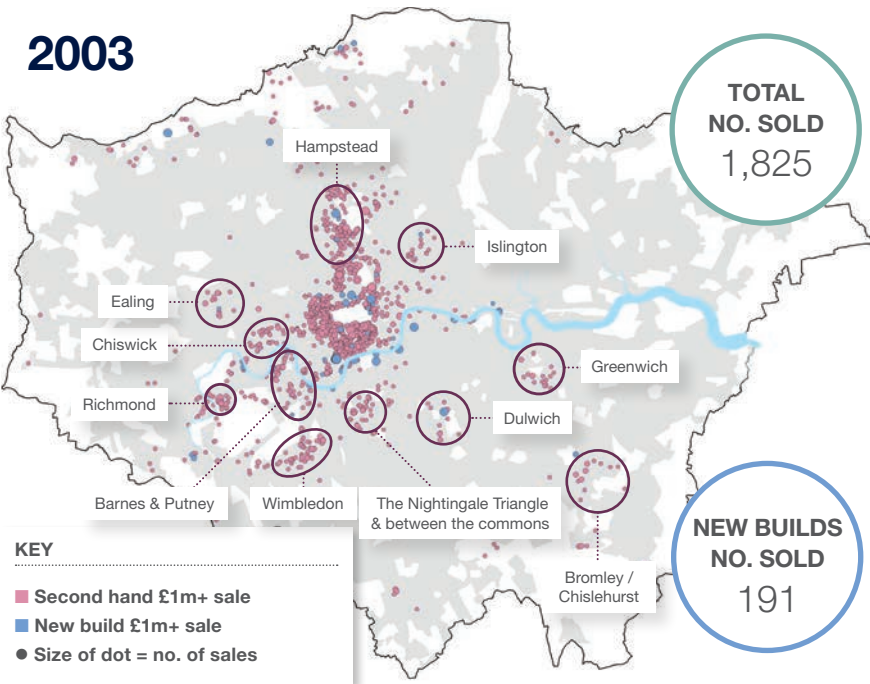 2003
TOTAL
NO. SOLD
1,825
Hampstead
Islington
Ealing
Chiswick
Richmond
Greenwich
Dulwich
Barnes & Putney
Wimbledon
The Nightingale Triangle
& between the commons
Bromley /
Chislehurst
NEW BUILDS
NO. SOLD
191
KEY
Second hand £1m+ sale
New build £1m+ sale
Size of dot = no. of sales